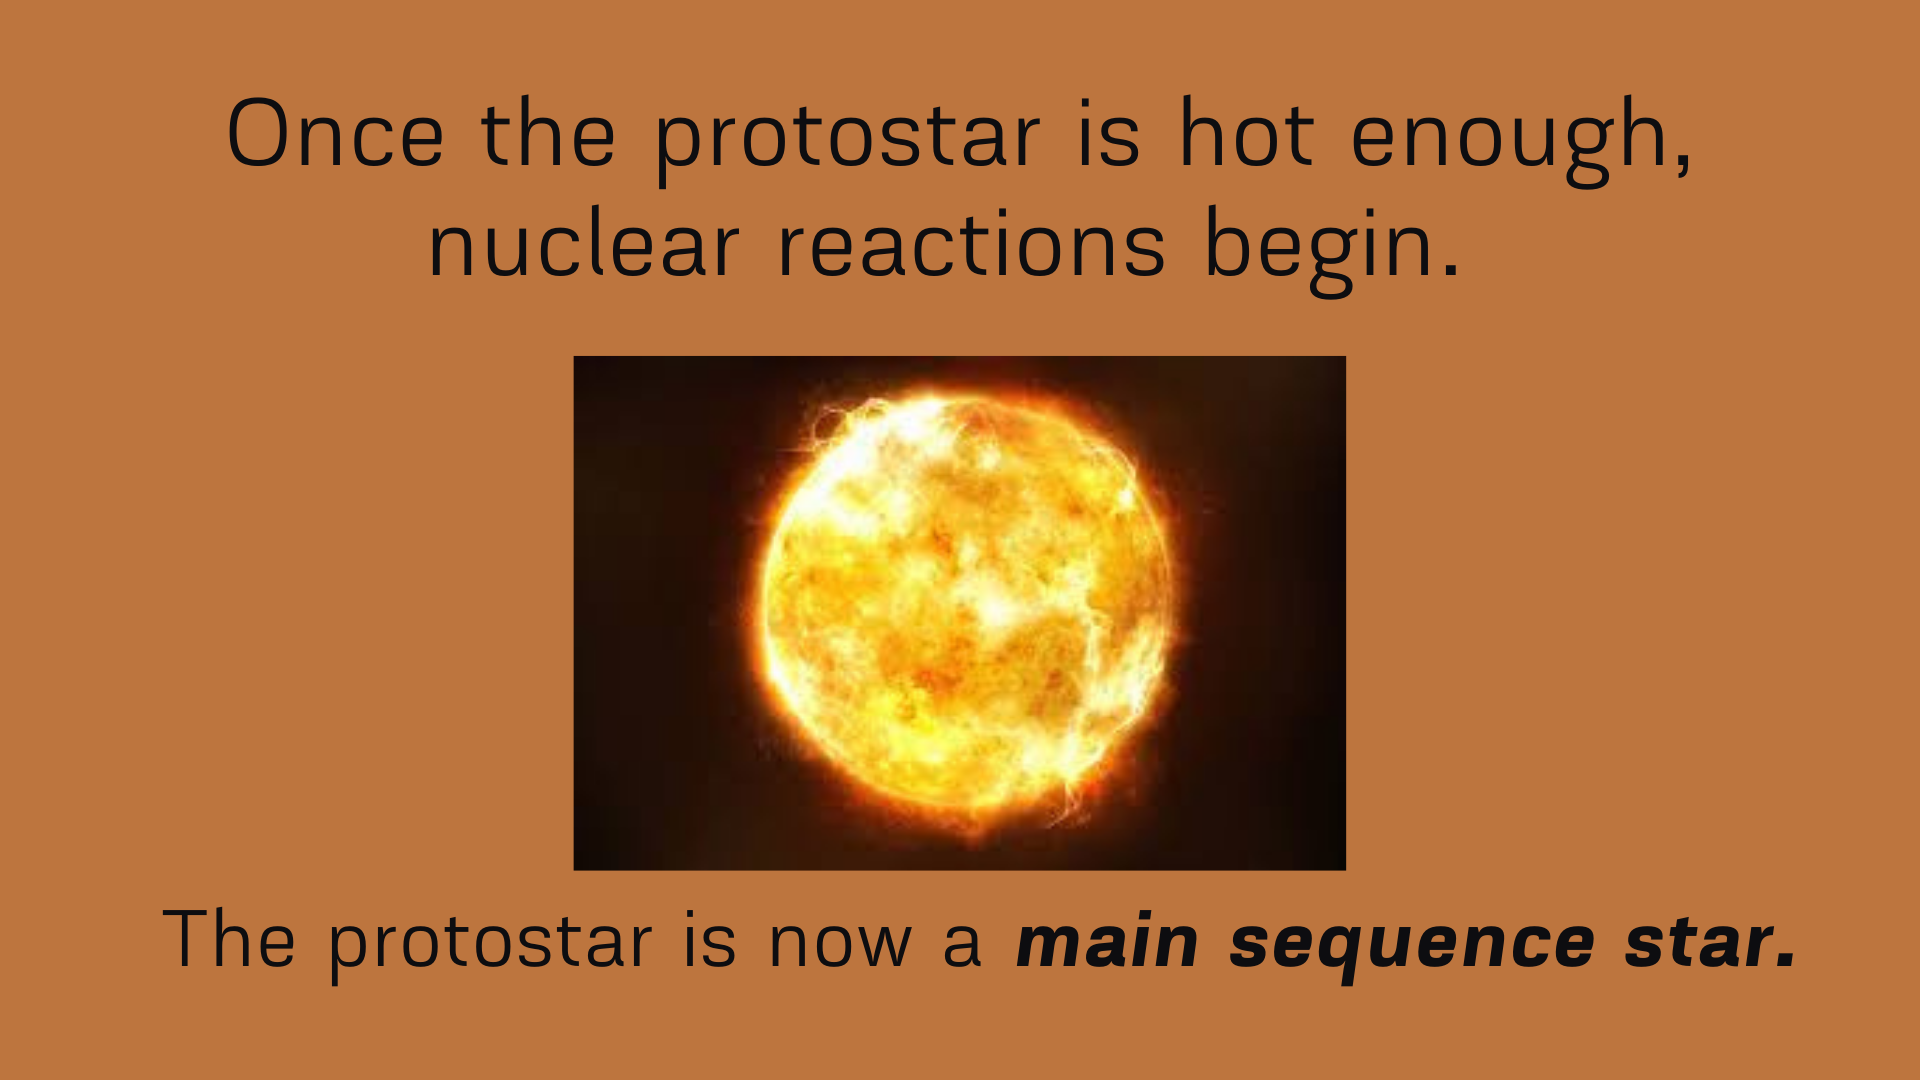 Once the protostar is hot enough,
nuclear reactions begin.
The protostar is now a main sequence star.